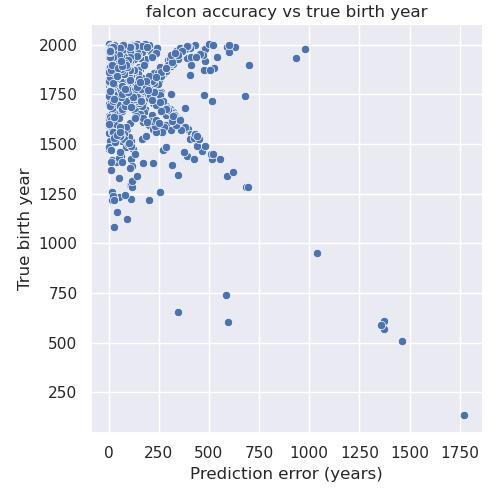 falcon accuracy vs true birth year
2000
1750
1500
1250
1000
750
500
250
True birth year
0 250 500 750 1000 1250 1500 1750
Prediction error (years)